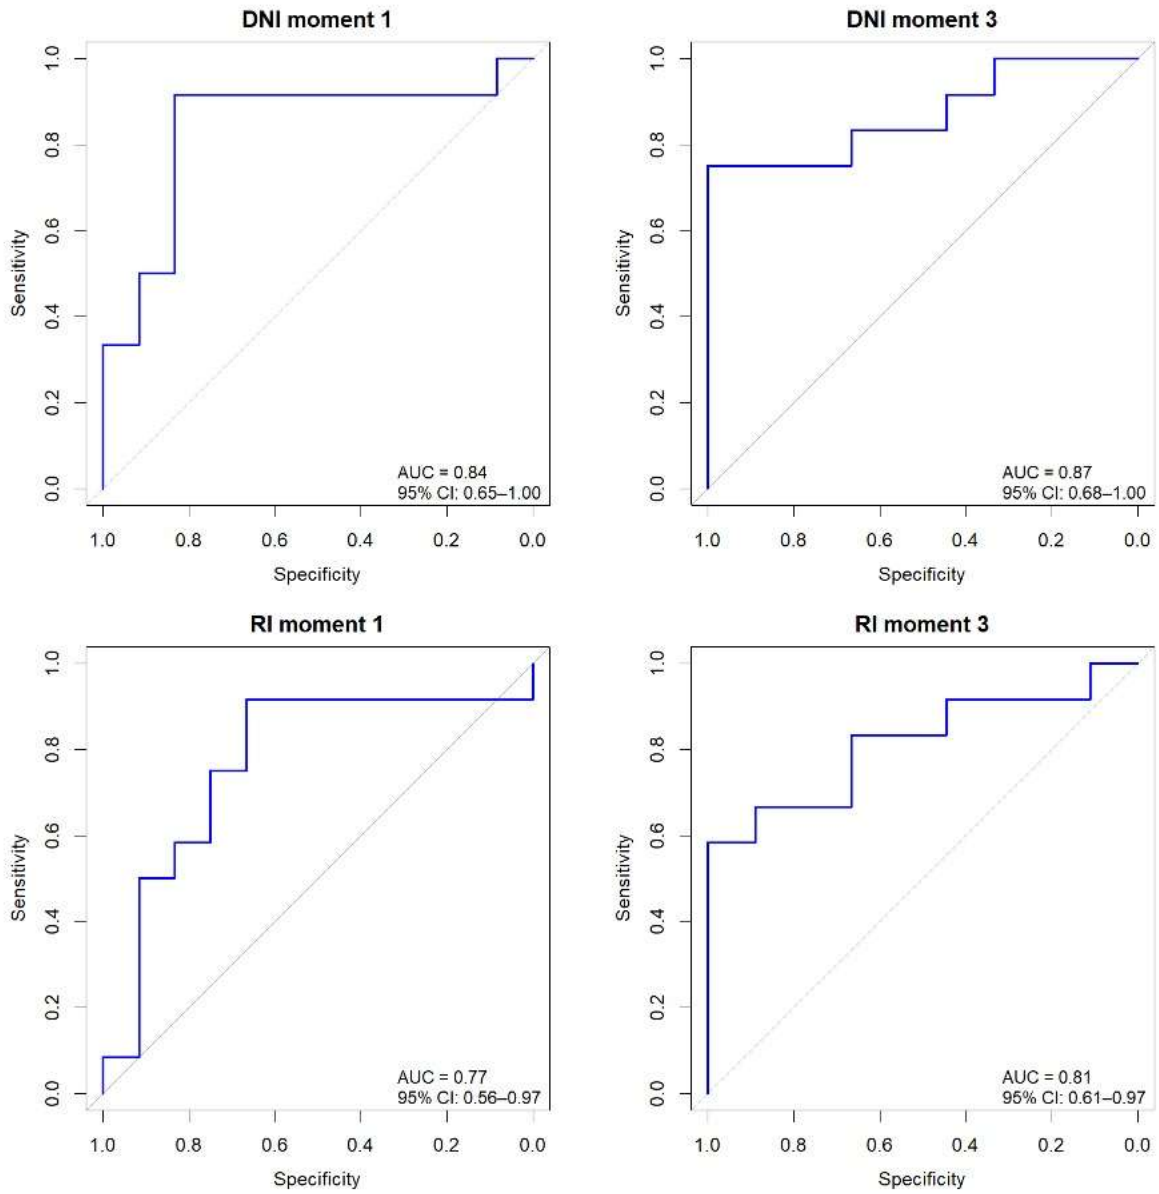 DNI moment 1
1.0
0.8
0.6
0.4
0.2
0.0
Sensitivity
AUC = 0.84
95% CI: 0.65–1.00
1.0 0.8 0.6 0.4 0.2 0.0
Specificity
DNI moment 3
1.0
0.8
0.6
0.4
0.2
0.0
Sensitivity
AUC = 0.87
95% CI: 0.68–1.00
1.0 0.8 0.6 0.4 0.2 0.0
Specificity
RI moment 1
1.0
0.8
0.6
0.4
0.2
0.0
Sensitivity
AUC = 0.77
95% CI: 0.56–0.97
1.0 0.8 0.6 0.4 0.2 0.0
Specificity
RI moment 3
1.0
0.8
0.6
0.4
0.2
0.0
Sensitivity
AUC = 0.81
95% CI: 0.61–0.97
1.0 0.8 0.6 0.4 0.2 0.0
Specificity